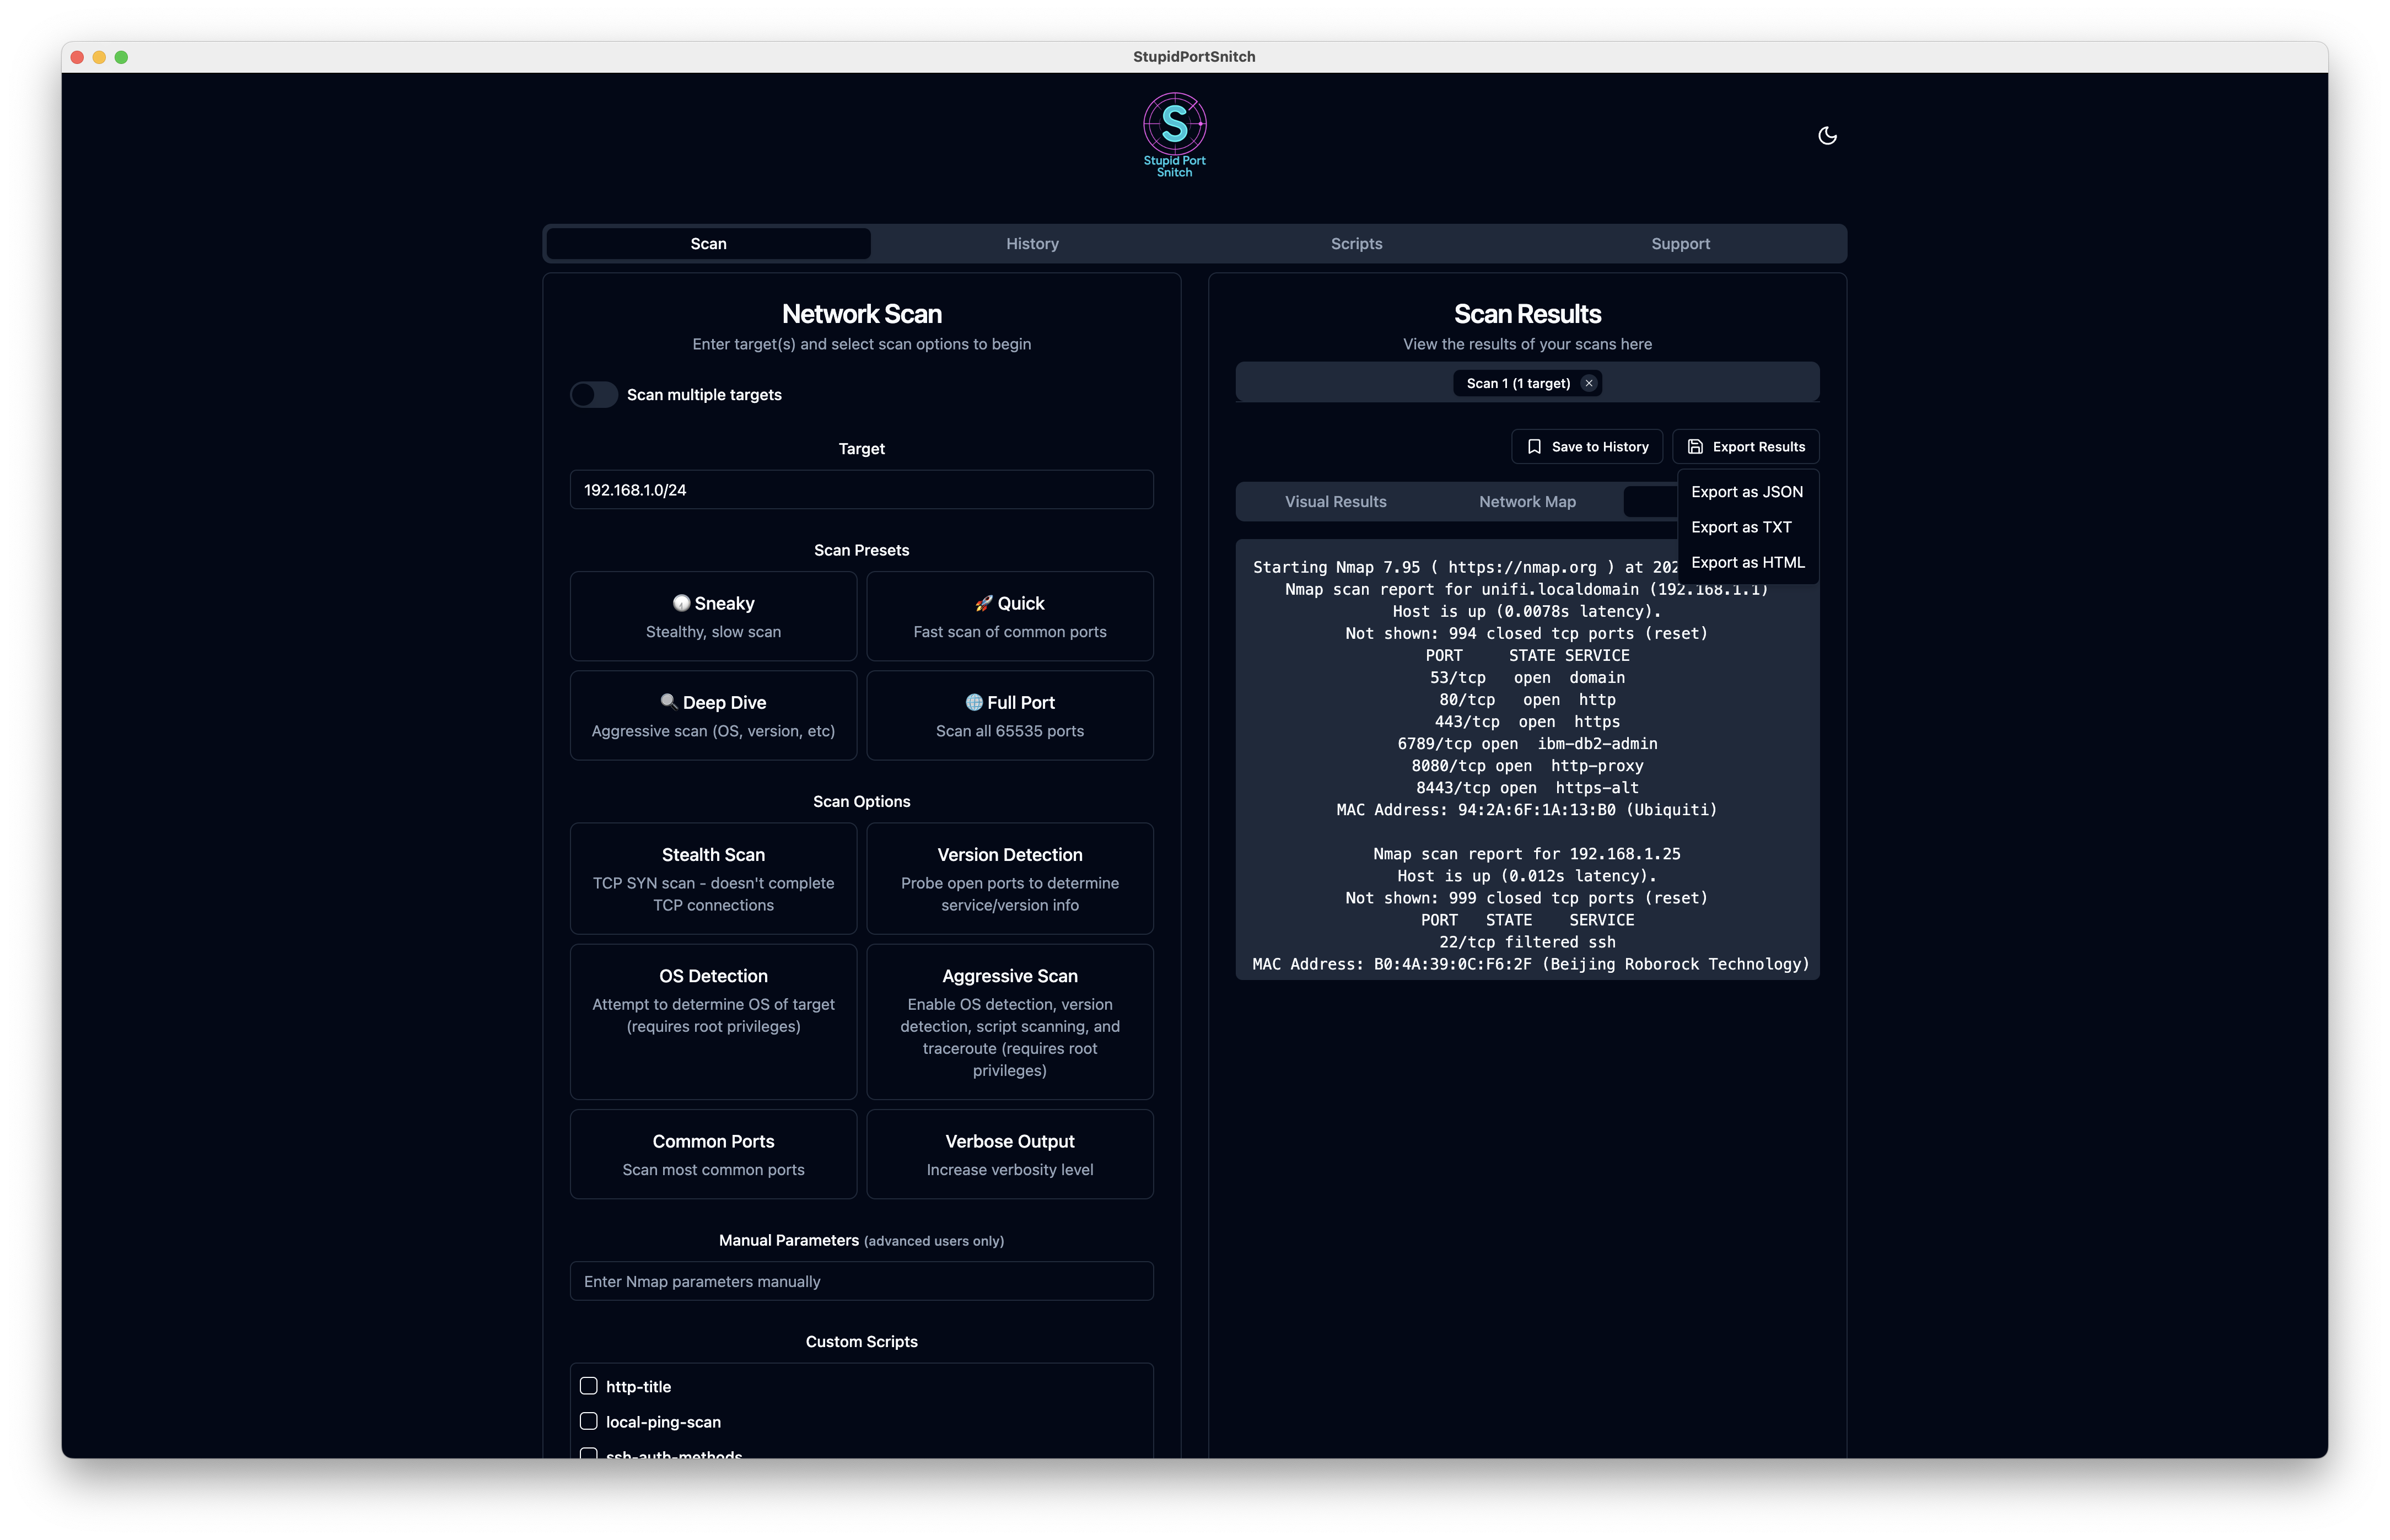 StupidPortSnitch
S
Stupid Port
Snitch
Scan
History
Scripts
Support
Network Scan
Enter target(s) and select scan options to begin
Scan multiple targets
Target
192.168.1.0/24
Scan Presets
Sneaky
Stealthy, slow scan
Quick
Fast scan of common ports
Deep Dive
Aggressive scan (OS, version, etc)
Full Port
Scan all 65535 ports
Scan Options
Stealth Scan
TCP SYN scan - doesn't complete
TCP connections
Version Detection
Probe open ports to determine
service/version info
OS Detection
Attempt to determine OS of target
(requires root privileges)
Aggressive Scan
Enable OS detection, version
detection, script scanning, and
traceroute (requires root
privileges)
Common Ports
Scan most common ports
Verbose Output
Increase verbosity level
Manual Parameters (advanced users only)
Enter Nmap parameters manually
Custom Scripts
http-title
local-ping-scan
ssh-auth-methods
Scan Results
View the results of your scans here
Scan 1 (1 target)
Save to History
Export Results
Export as JSON
Export as TXT
Export as HTML
Visual Results
Network Map
Starting Nmap 7.95 ( https://nmap.org ) at 202
Nmap scan report for unifi.localdomain (192.168.1.1)
Host is up (0.0078s latency).
Not shown: 994 closed tcp ports (reset)
PORT STATE SERVICE
53/tcp open domain
80/tcp open http
443/tcp open https
6789/tcp open ibm-db2-admin
8080/tcp open http-proxy
8443/tcp open https-alt
MAC Address: 94:2A:6F:1A:13:B0 (Ubiquiti)
Nmap scan report for 192.168.1.25
Host is up (0.012s latency).
Not shown: 999 closed tcp ports (reset)
PORT STATE SERVICE
22/tcp filtered ssh
MAC Address: B0:4A:39:0C:F6:2F (Beijing Roborock Technology)